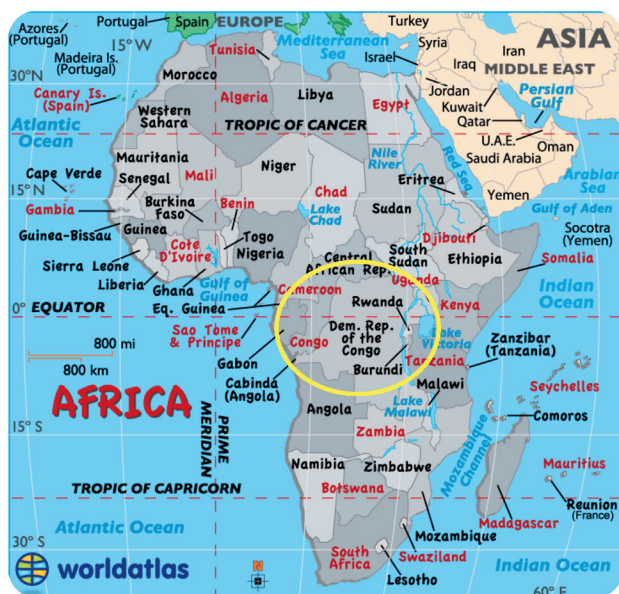 Azores
(Portugal)
Portugal
Spain
EUROPE
Turkey
ASIA
Madeira Is.
(Portugal)
15°W
Tunisia
Mediterranean
Sea
Syria
Israel
Iraq
Iran
MIDDLE EAST
30°N
Morocco
Canary Is.
(Spain)
Algeria
Libya
Egypt
Jordan
Kuwait
Qatar
Persian
Gulf
Western
Sahara
TROPIC OF CANCER
U.A.E.
Oman
Saudi Arabia
Atlantic
Ocean
Mauritania
Mali
Niger
Nile
River
Red Sea
Cape Verde
Senegal
Chad
Eritrea
Yemen
Arabian
Sea
15°N
Gambia
Burkina
Faso
Benin
Lake
Chad
Sudan
Gulf of Aden
Guinea-Bissau
Guinea
Togo
Nigeria
Djibouti
Socotra
(Yemen)
Sierra Leone
Cote
D'Ivoire
Central
African Rep.
South
Sudan
Ethiopia
Somalia
Liberia
Ghana
Gulf of
Guinea
Cameroon
Uganda
Indian
Ocean
EQUATOR
Eq. Guinea
Rwanda
Kenya
0°
Sao Tome
& Principe
Congo
Dem. Rep.
of the
Congo
Lake
Victoria
800 mi
800 km
Gabon
Burundi
Tanzania
Zanzibar
(Tanzania)
Cabinda
(Angola)
Malawi
Seychelles
AFRICA
Angola
Lake
Malawi
Comoros
15°S
PRIME
MERIDIAN
Zambia
Mozambique
Channel
Namibia
Zimbabwe
Mauritius
TROPIC OF CAPRICORN
Botswana
Reunion
(France)
Madagascar
Atlantic Ocean
Mozambique
30°S
South
Africa
Swaziland
Indian Ocean
worldatlas
N
Lesotho
60°E